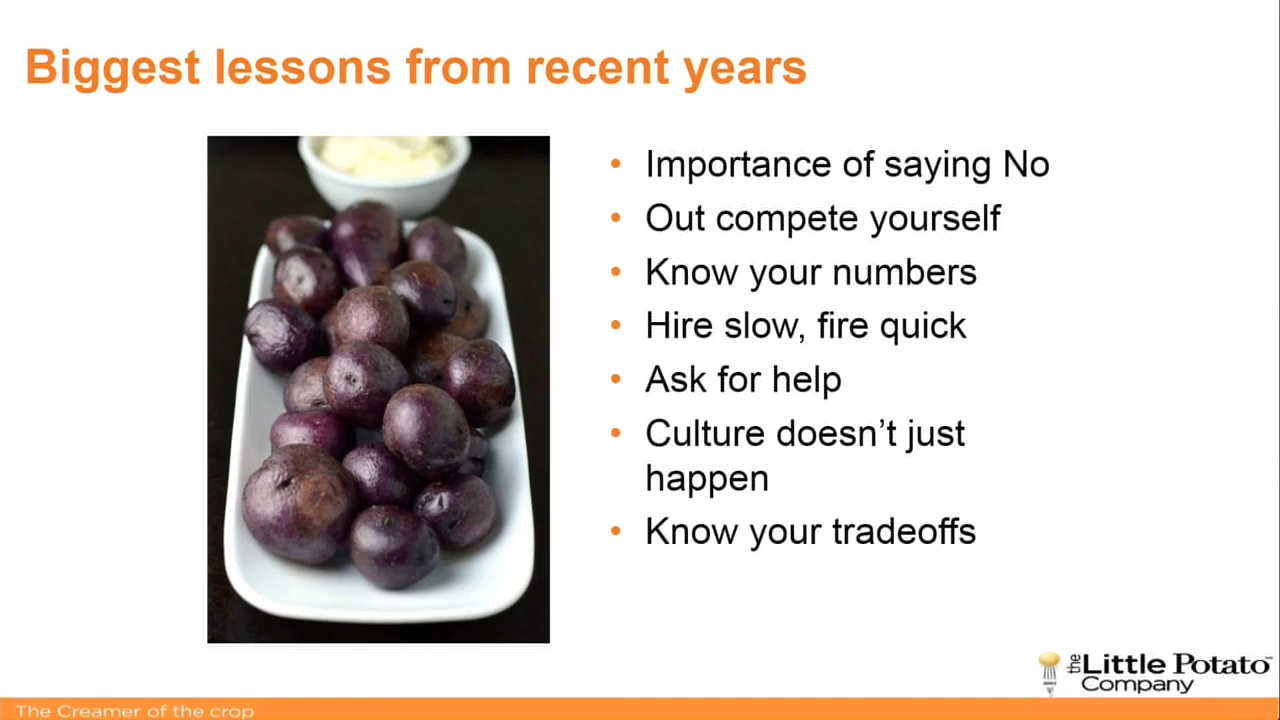 Biggest lessons from recent years
• Importance of saying No
• Out compete yourself
• Know your numbers
• Hire slow, fire quick
• Ask for help
• Culture doesn’t just
happen
• Know your tradeoffs
the Little Potato™
Company
The Creamer of the crop